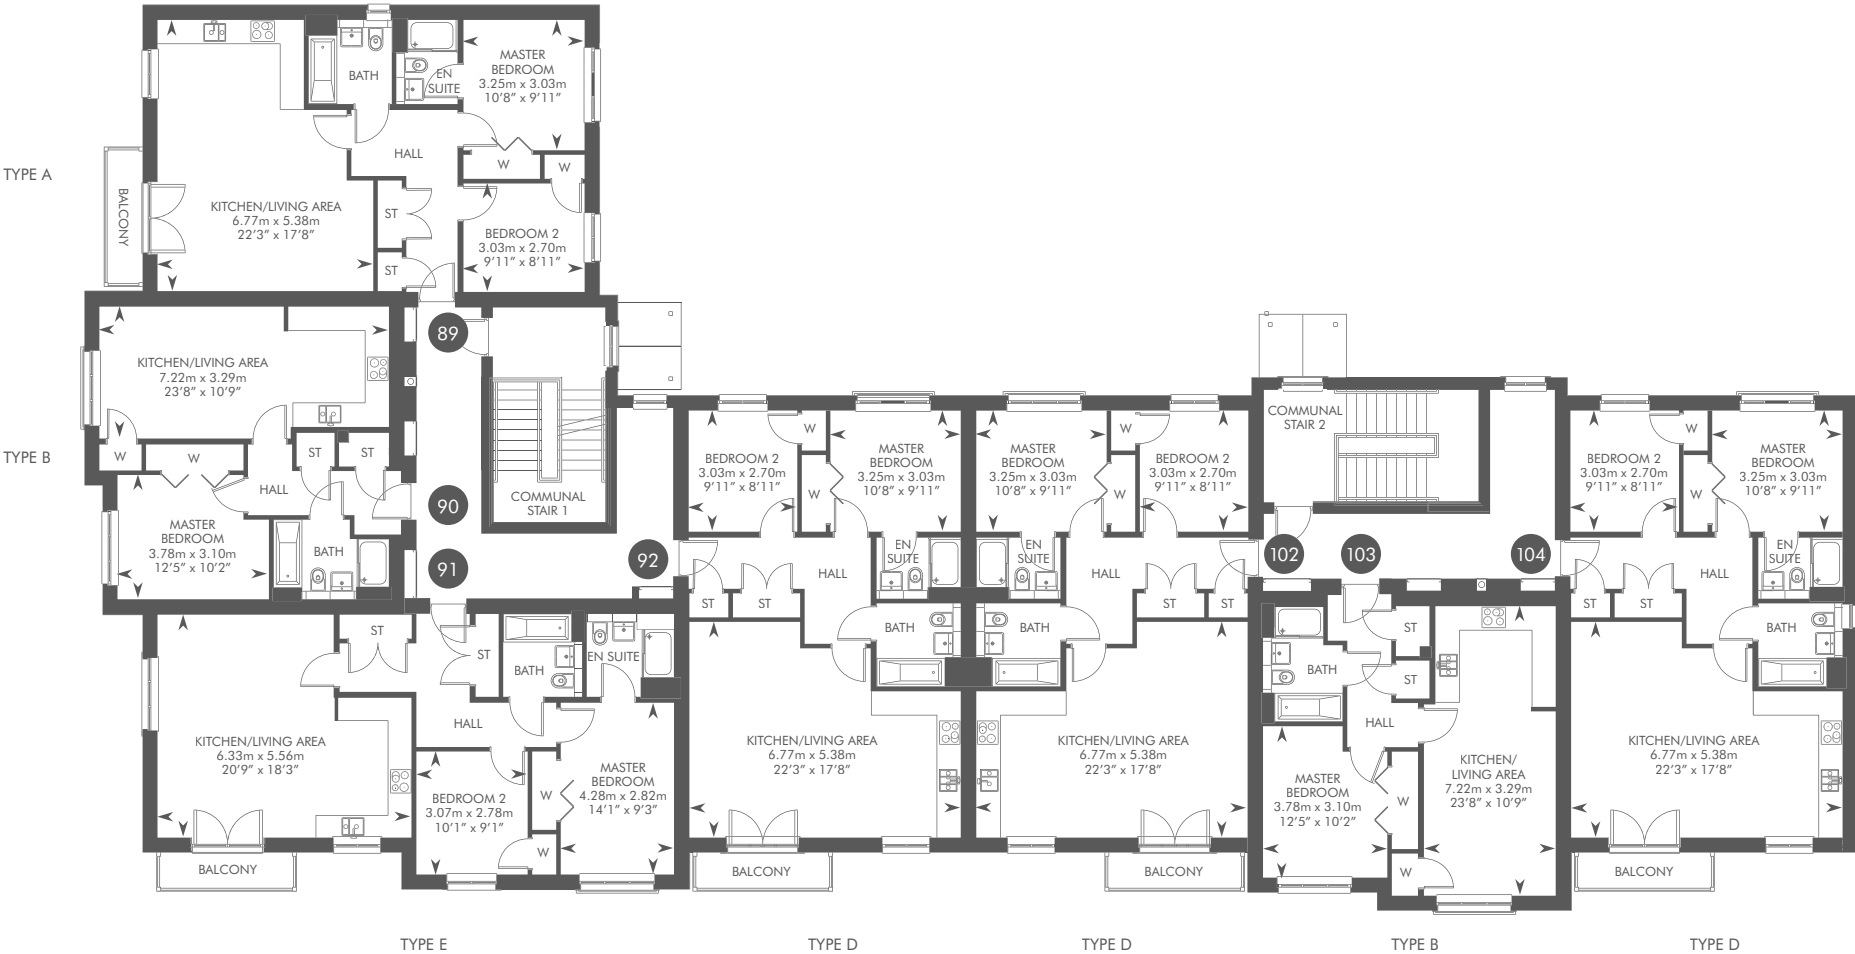 TYPE A
BALCONY
KITCHEN/LIVING AREA
6.77m x 5.38m
22'3" x 17'8"
BATH
EN
SUITE
MASTER
BEDROOM
3.25m x 3.03m
10'8" x 9'11"
HALL
W
W
ST
ST
BEDROOM 2
3.03m x 2.70m
9'11" x 8'11"
89
TYPE B
KITCHEN/LIVING AREA
7.22m x 3.29m
23'8" x 10'9"
W
W
ST
ST
HALL
MASTER
BEDROOM
3.78m x 3.10m
12'5" x 10'2"
BATH
90
91
COMMUNAL
STAIR 1
92
ST
ST
HALL
BATH
EN SUITE
KITCHEN/LIVING AREA
6.33m x 5.56m
20'9" x 18'3"
BEDROOM 2
3.07m x 2.78m
10'1" x 9'1"
W
W
MASTER
BEDROOM
4.28m x 2.82m
14'1" x 9'3"
BALCONY
TYPE E
BEDROOM 2
3.03m x 2.70m
9'11" x 8'11"
W
W
MASTER
BEDROOM
3.25m x 3.03m
10'8" x 9'11"
EN
SUITE
HALL
ST
ST
BATH
KITCHEN/LIVING AREA
6.77m x 5.38m
22'3" x 17'8"
BALCONY
TYPE D
MASTER
BEDROOM
3.25m x 3.03m
10'8" x 9'11"
W
W
BEDROOM 2
3.03m x 2.70m
9'11" x 8'11"
EN
SUITE
HALL
ST
ST
BATH
KITCHEN/LIVING AREA
6.77m x 5.38m
22'3" x 17'8"
BALCONY
TYPE D
COMMUNAL
STAIR 2
102
103
104
ST
ST
BATH
HALL
MASTER
BEDROOM
3.78m x 3.10m
12'5" x 10'2"
W
W
KITCHEN/
LIVING AREA
7.22m x 3.29m
23'8" x 10'9"
TYPE B
BEDROOM 2
3.03m x 2.70m
9'11" x 8'11"
W
W
MASTER
BEDROOM
3.25m x 3.03m
10'8" x 9'11"
EN
SUITE
HALL
ST
ST
BATH
KITCHEN/LIVING AREA
6.77m x 5.38m
22'3" x 17'8"
BALCONY
TYPE D